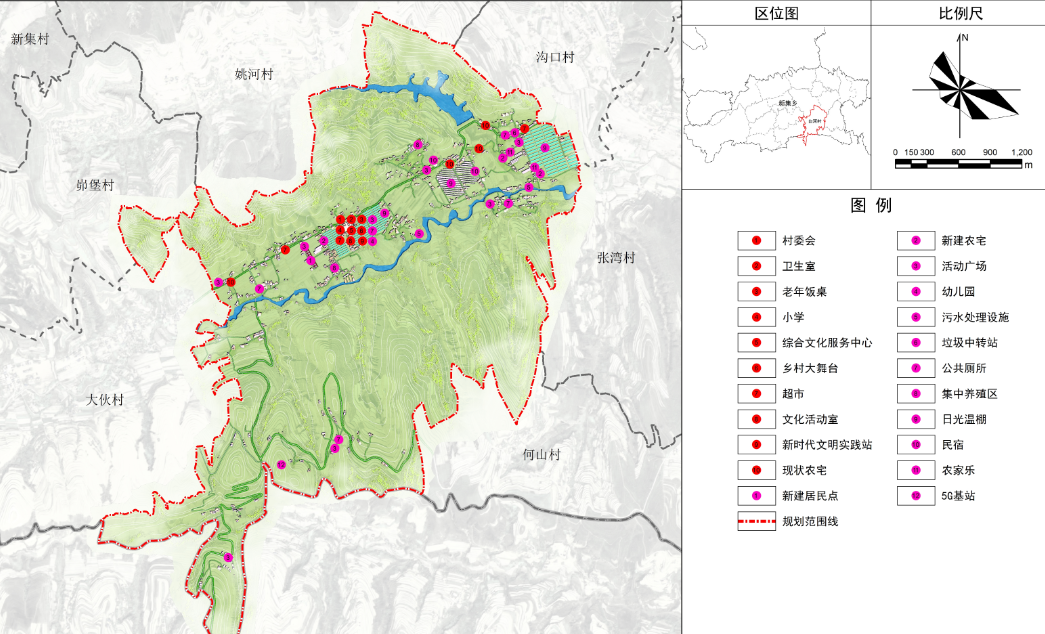 新集村
姚河村
沟口村
峁堡村
张湾村
大伙村
何山村
区位图
新集乡
比例尺
N
0 150 300 600 900 1,200
m
图 例
村委会
卫生室
老年饭桌
小学
综合文化服务中心
乡村大舞台
超市
文化活动室
新时代文明实践站
现状农宅
新建居民点
规划范围线
新建农宅
活动广场
幼儿园
污水处理设施
垃圾中转站
公共厕所
集中养殖区
日光温棚
民宿
农家乐
5G基站